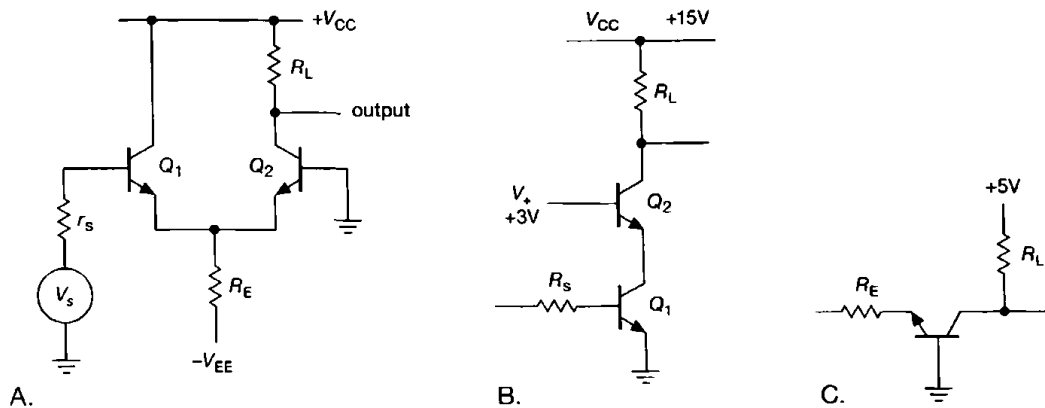 +VCC
RL
output
Q1
Q2
rs
Vs
RE
−VEE
A.
VCC
+15V
RL
V+
+3V
Q2
Rs
Q1
B.
+5V
RL
RE
C.